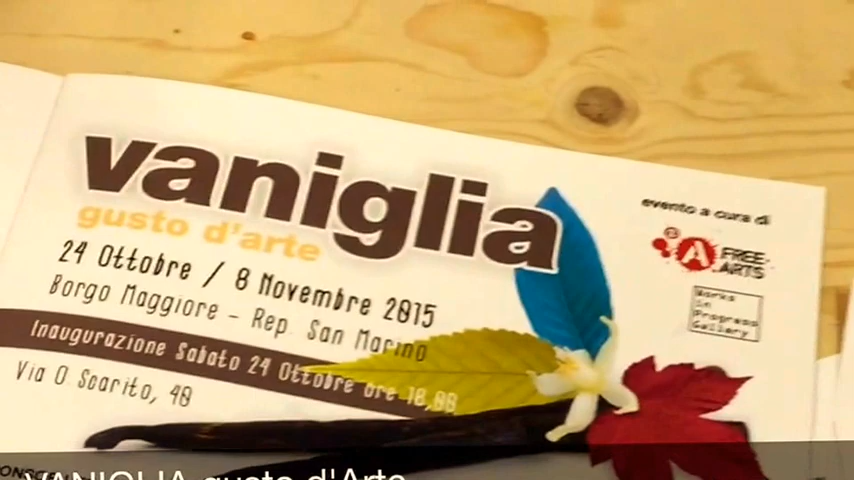 vaniglia
gusto d'arte
24 Ottobre / 8 Novembre 2015
Borgo Maggiore - Rep. San Marino
Inaugurazione Sabato 24 Ottobre ore 18,00
Via O Scarito, 40
evento a cura di
A FREE-
.ARTS
Works
in
Progress
Gallery
VANIGLIA gusto d'Arte